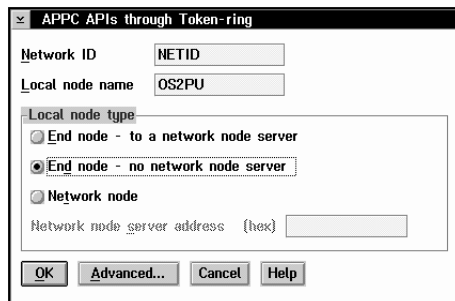 APPC APIs through Token-ring
Network ID NETID
Local node name OS2PU
Local node type
End node - to a network node server
End node - no network node server
Network node
Network node server address (hex)
OK Advanced... Cancel Help